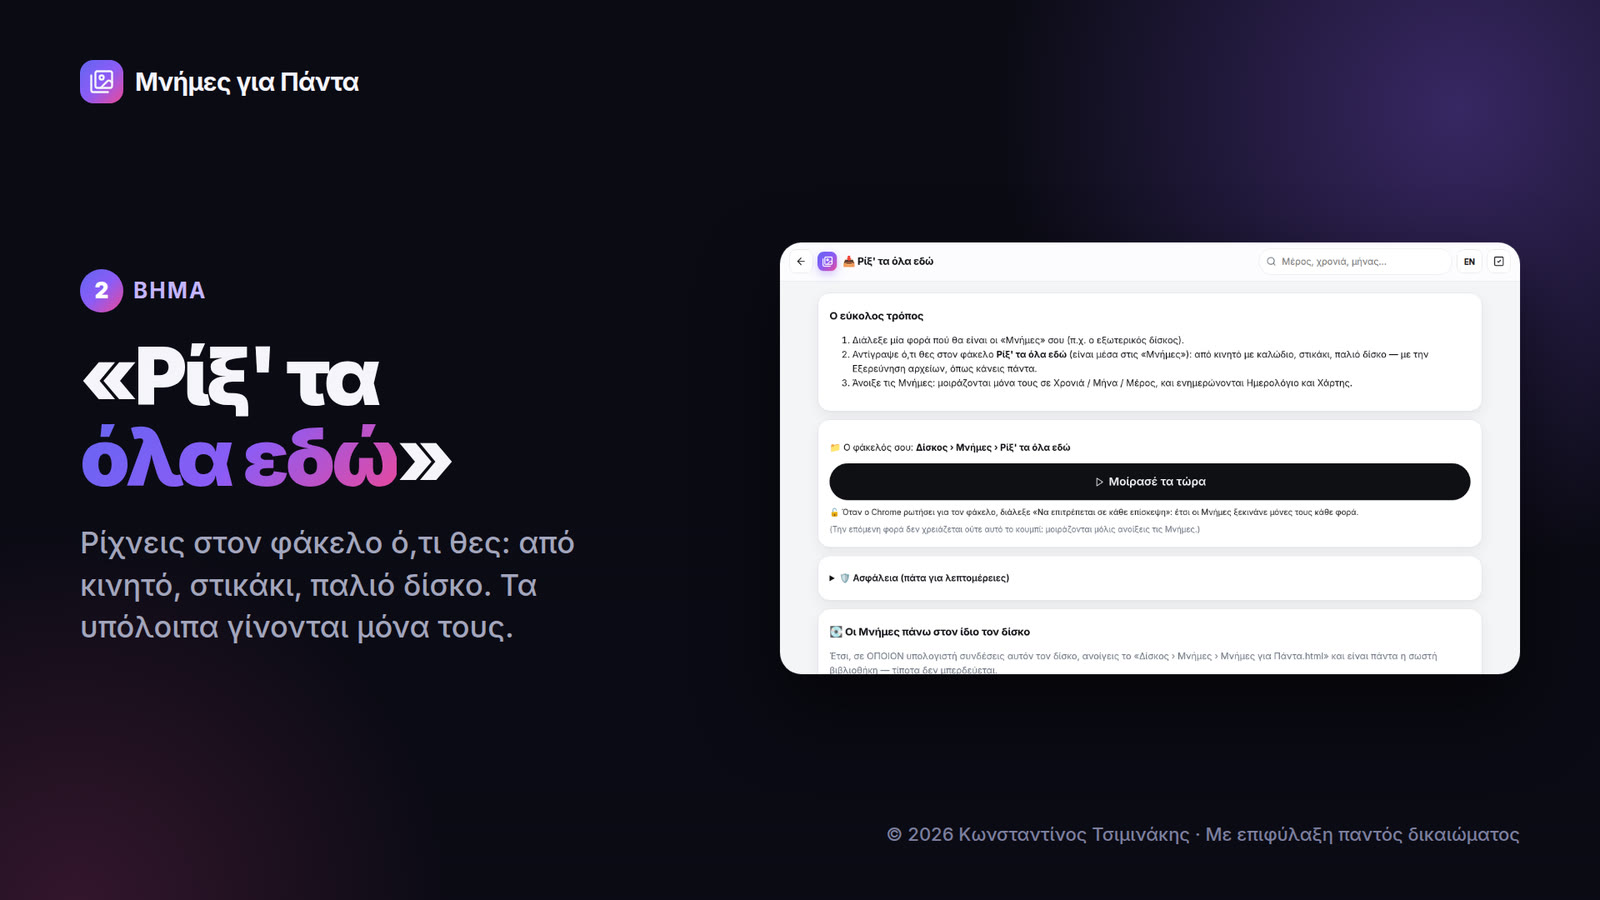 Μνήμες για Πάντα
2 ΒΗΜΑ
«Ρίξ' τα
όλα εδώ»
Ρίχνεις στον φάκελο ό,τι θες: από
κινητό, στικάκι, παλιό δίσκο. Τα
υπόλοιπα γίνονται μόνα τους.
Ρίξ' τα όλα εδώ
Μέρος, χρονιά, μήνας...
EN
Ο εύκολος τρόπος
1. Διάλεξε μία φορά πού θα είναι οι «Μνήμες» σου (π.χ. ο εξωτερικός δίσκος).
2. Αντίγραψε ό,τι θες στον φάκελο Ρίξ' τα όλα εδώ (είναι μέσα στις «Μνήμες»): από κινητό με καλώδιο, στικάκι, παλιό δίσκο — με την
Εξερεύνηση αρχείων, όπως κάνεις πάντα.
3. Άνοιξε τις Μνήμες: μοιράζονται μόνα τους σε Χρονιά / Μήνα / Μέρος, και ενημερώνονται Ημερολόγιο και Χάρτης.
Ο φάκελός σου: Δίσκος › Μνήμες › Ρίξ' τα όλα εδώ
Μοίρασέ τα τώρα
Όταν ο Chrome ρωτήσει για τον φάκελο, διάλεξε «Να επιτρέπεται σε κάθε επίσκεψη»: έτσι οι Μνήμες ξεκινάνε μόνες τους κάθε φορά.
(Την επόμενη φορά δεν χρειάζεται ούτε αυτό το κουμπί: μοιράζονται μόλις ανοίξεις τις Μνήμες.)
Ασφάλεια (πάτα για λεπτομέρειες)
Οι Μνήμες πάνω στον ίδιο τον δίσκο
Έτσι, σε ΟΠΟΙΟΝ υπολογιστή συνδέσεις αυτόν τον δίσκο, ανοίγεις το «Δίσκος › Μνήμες › Μνήμες για Πάντα.html» και είναι πάντα η σωστή
βιβλιοθήκη — τίποτα δεν μπερδεύεται.
© 2026 Κωνσταντίνος Τσιμινάκης · Με επιφύλαξη παντός δικαιώματος